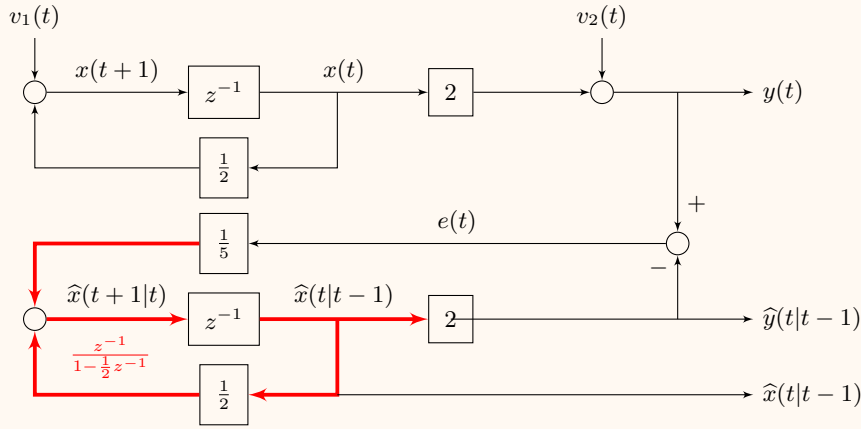 v₁(t) v₂(t)
x(t + 1) z⁻¹ x(t) 2 y(t)
1/2
+
1/5 e(t)
−
x̂(t+1|t) z⁻¹ x̂(t|t−1) 2 ŷ(t|t−1)
z⁻¹/(1−½z⁻¹)
1/2 x̂(t|t−1)